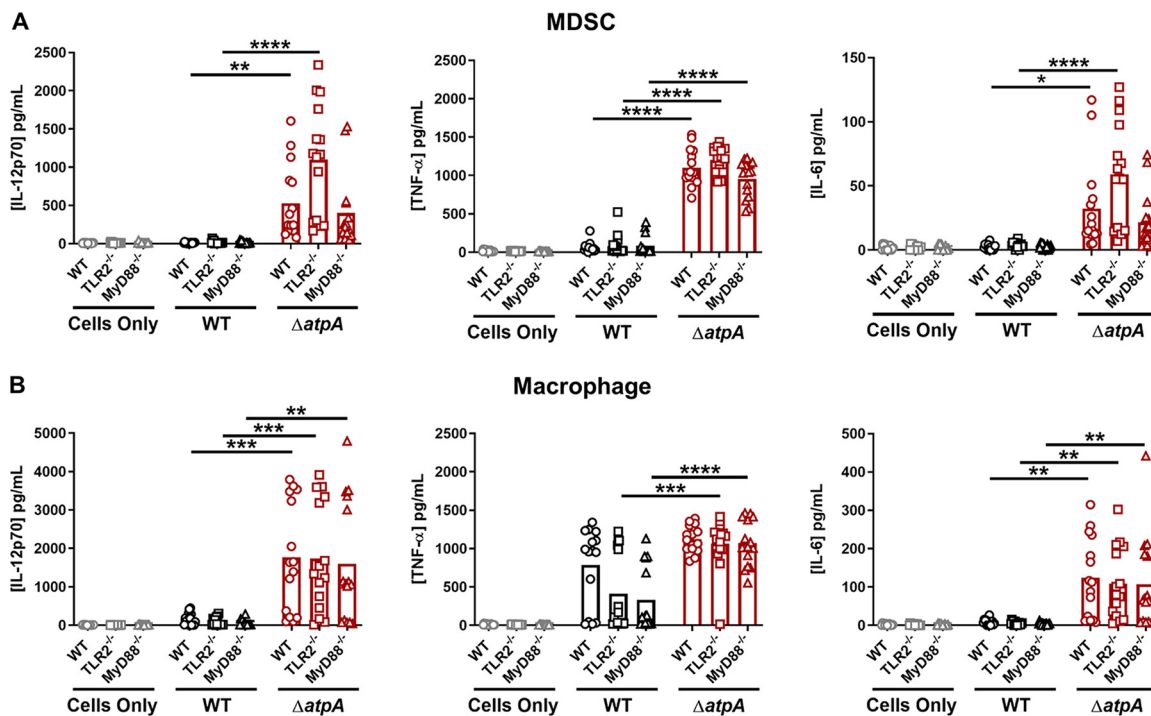 A
MDSC
[IL-12p70] pg/mL
2500
2000
1500
1000
500
0
** ****
WT TLR2-/- MyD88-/- WT TLR2-/- MyD88-/- WT TLR2-/- MyD88-/-
Cells Only WT ΔatpA
[TNF-α] pg/mL
2500
2000
1500
1000
500
0
**** **** ****
WT TLR2-/- MyD88-/- WT TLR2-/- MyD88-/- WT TLR2-/- MyD88-/-
Cells Only WT ΔatpA
[IL-6] pg/mL
150
100
50
0
* ****
WT TLR2-/- MyD88-/- WT TLR2-/- MyD88-/- WT TLR2-/- MyD88-/-
Cells Only WT ΔatpA
B
Macrophage
[IL-12p70] pg/mL
5000
4000
3000
2000
1000
0
*** *** **
WT TLR2-/- MyD88-/- WT TLR2-/- MyD88-/- WT TLR2-/- MyD88-/-
Cells Only WT ΔatpA
[TNF-α] pg/mL
2500
2000
1500
1000
500
0
*** ****
WT TLR2-/- MyD88-/- WT TLR2-/- MyD88-/- WT TLR2-/- MyD88-/-
Cells Only WT ΔatpA
[IL-6] pg/mL
500
400
300
200
100
0
** ** **
WT TLR2-/- MyD88-/- WT TLR2-/- MyD88-/- WT TLR2-/- MyD88-/-
Cells Only WT ΔatpA